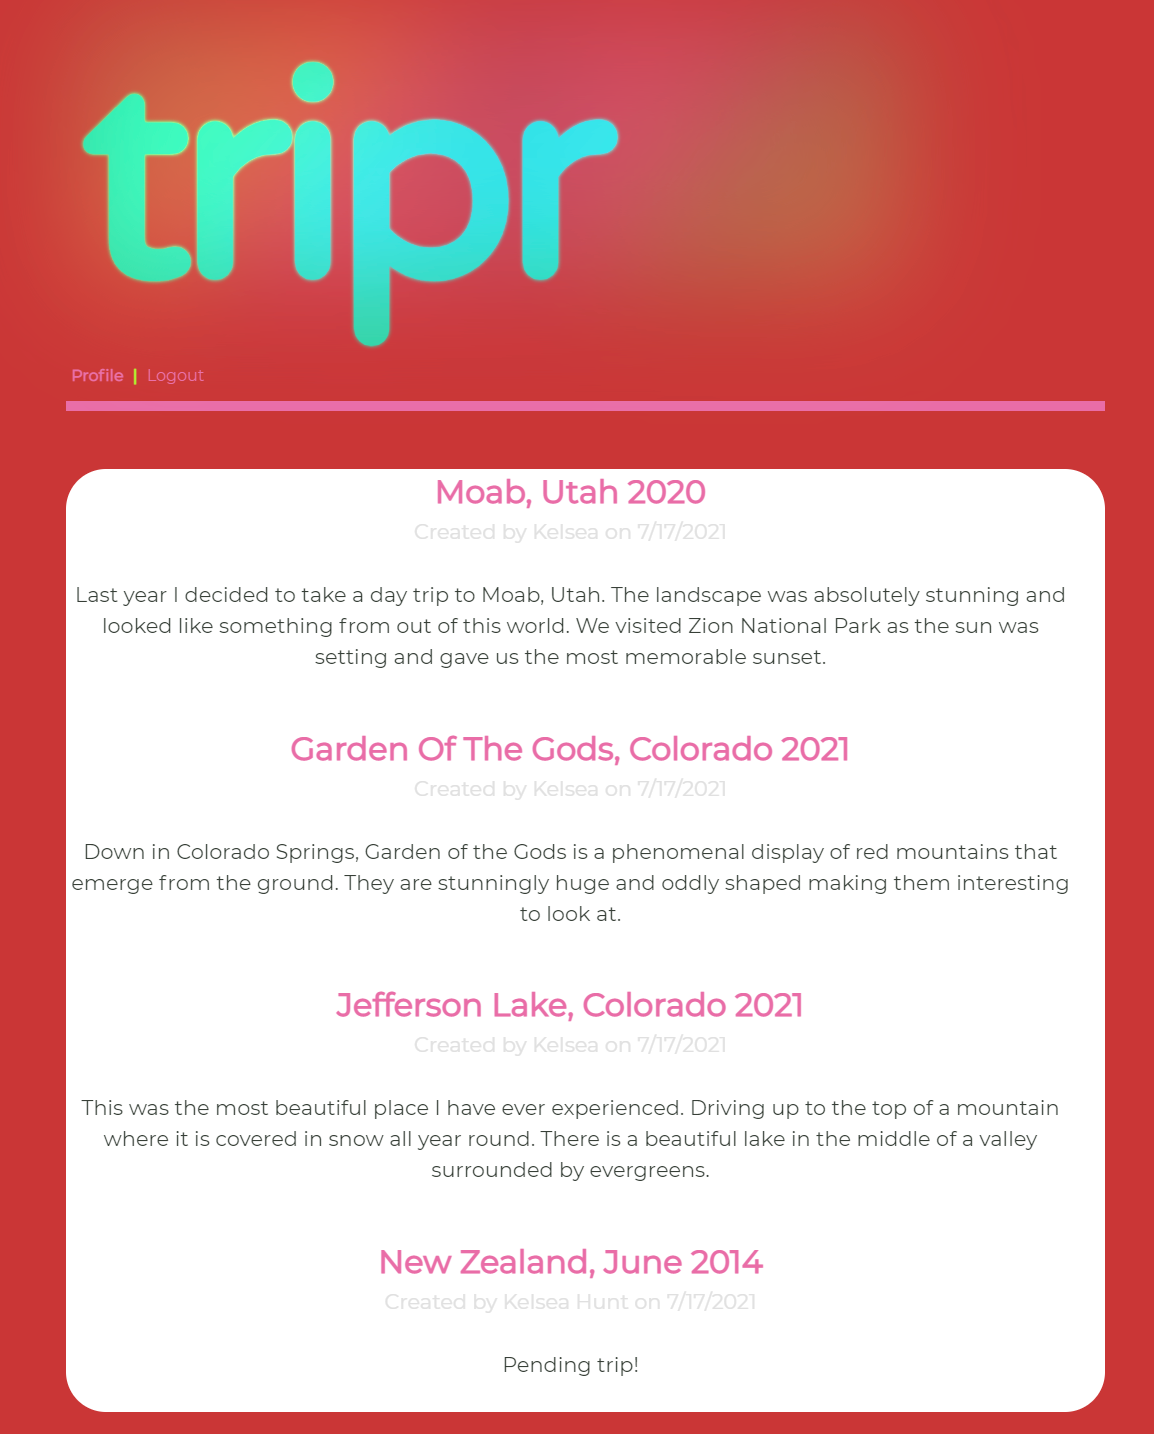 tripr
Profile | Logout
Moab, Utah 2020
Created by Kelsea on 7/17/2021
Last year I decided to take a day trip to Moab, Utah. The landscape was absolutely stunning and
looked like something from out of this world. We visited Zion National Park as the sun was
setting and gave us the most memorable sunset.
Garden Of The Gods, Colorado 2021
Created by Kelsea on 7/17/2021
Down in Colorado Springs, Garden of the Gods is a phenomenal display of red mountains that
emerge from the ground. They are stunningly huge and oddly shaped making them interesting
to look at.
Jefferson Lake, Colorado 2021
Created by Kelsea on 7/17/2021
This was the most beautiful place I have ever experienced. Driving up to the top of a mountain
where it is covered in snow all year round. There is a beautiful lake in the middle of a valley
surrounded by evergreens.
New Zealand, June 2014
Created by Kelsea Hunt on 7/17/2021
Pending trip!